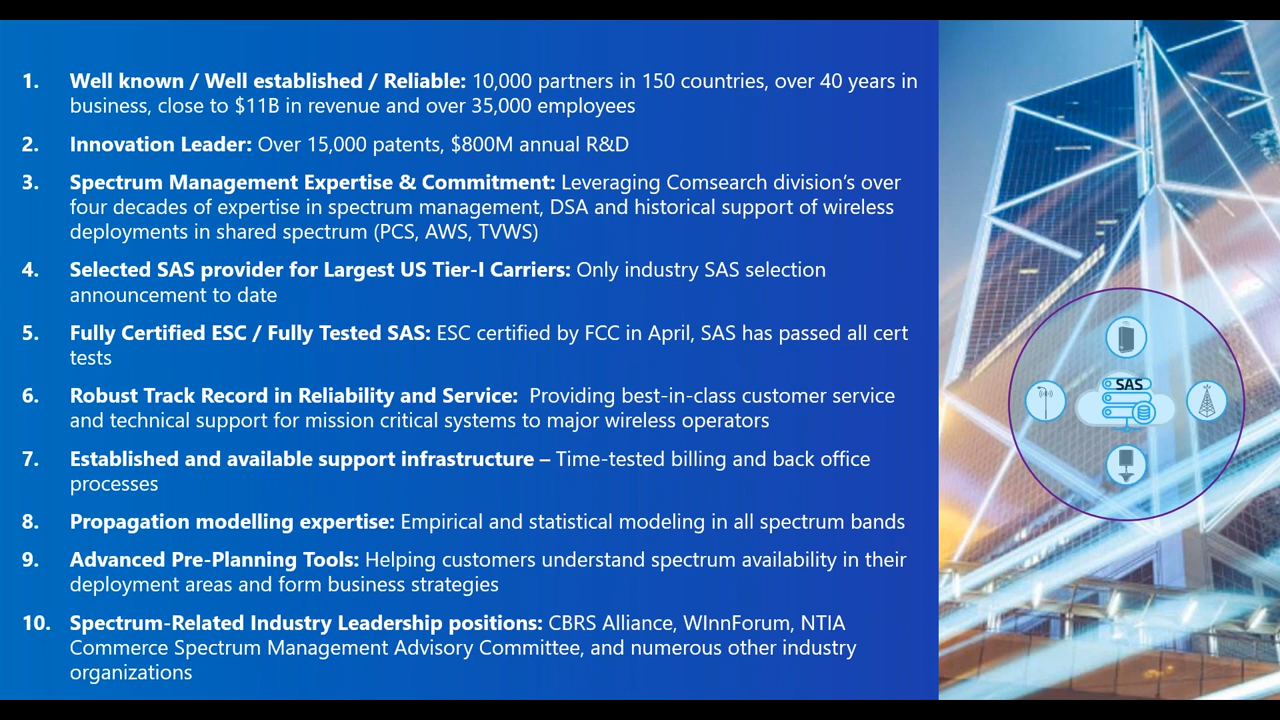 1. Well known / Well established / Reliable: 10,000 partners in 150 countries, over 40 years in
business, close to $11B in revenue and over 35,000 employees
2. Innovation Leader: Over 15,000 patents, $800M annual R&D
3. Spectrum Management Expertise & Commitment: Leveraging Comsearch division's over
four decades of expertise in spectrum management, DSA and historical support of wireless
deployments in shared spectrum (PCS, AWS, TVWS)
4. Selected SAS provider for Largest US Tier-I Carriers: Only industry SAS selection
announcement to date
5. Fully Certified ESC / Fully Tested SAS: ESC certified by FCC in April, SAS has passed all cert
tests
6. Robust Track Record in Reliability and Service: Providing best-in-class customer service
and technical support for mission critical systems to major wireless operators
7. Established and available support infrastructure – Time-tested billing and back office
processes
8. Propagation modelling expertise: Empirical and statistical modeling in all spectrum bands
9. Advanced Pre-Planning Tools: Helping customers understand spectrum availability in their
deployment areas and form business strategies
10. Spectrum-Related Industry Leadership positions: CBRS Alliance, WInnForum, NTIA
Commerce Spectrum Management Advisory Committee, and numerous other industry
organizations
SAS